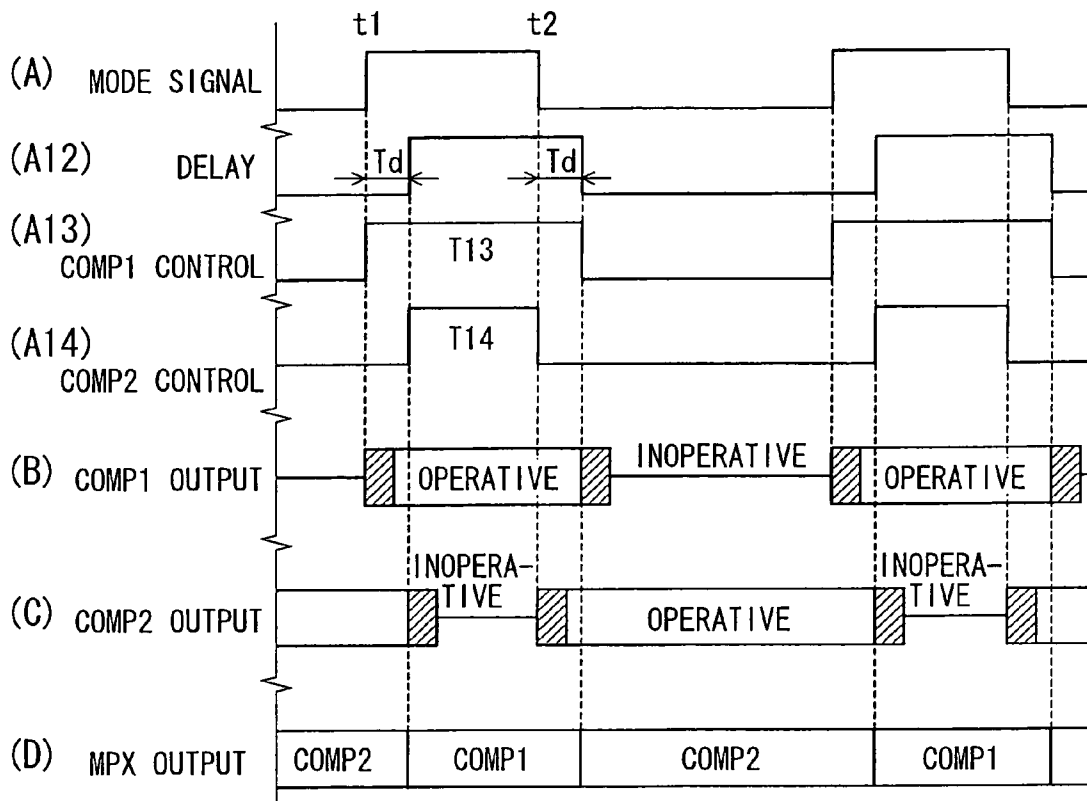 t1 t2
(A) MODE SIGNAL
(A12) DELAY Td Td
(A13) COMP1 CONTROL T13
(A14) COMP2 CONTROL T14
(B) COMP1 OUTPUT OPERATIVE INOPERATIVE OPERATIVE
(C) COMP2 OUTPUT INOPERA-
TIVE OPERATIVE INOPERA-
TIVE
(D) MPX OUTPUT COMP2 COMP1 COMP2 COMP1